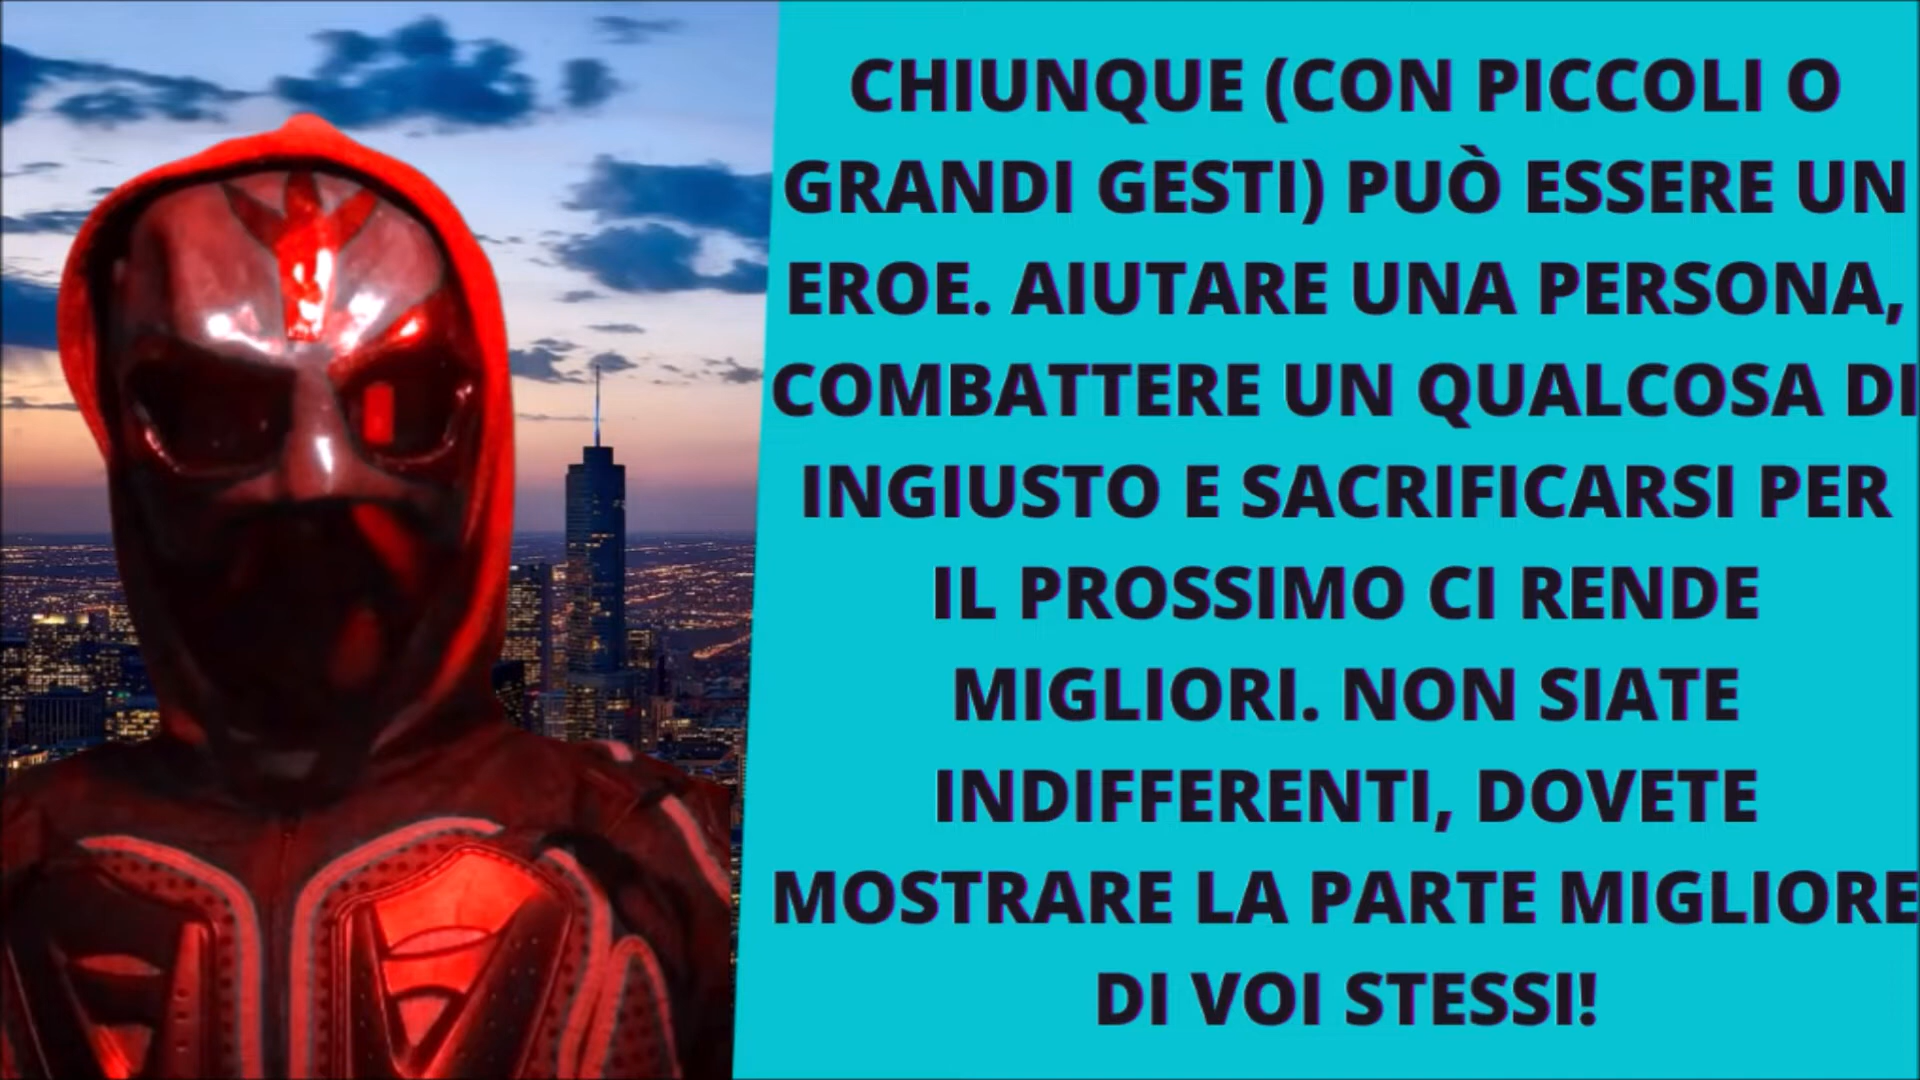 CHIUNQUE (CON PICCOLI O
GRANDI GESTI) PUÒ ESSERE UN
EROE. AIUTARE UNA PERSONA,
COMBATTERE UN QUALCOSA DI
INGIUSTO E SACRIFICARSI PER
IL PROSSIMO CI RENDE
MIGLIORI. NON SIATE
INDIFFERENTI, DOVETE
MOSTRARE LA PARTE MIGLIORE
DI VOI STESSI!